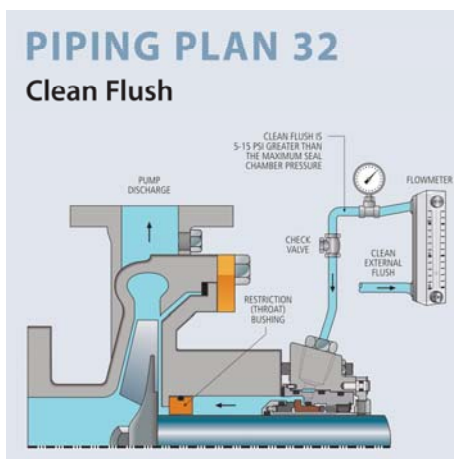 PIPING PLAN 32
Clean Flush
CLEAN FLUSH IS
5-15 PSI GREATER THAN
THE MAXIMUM SEAL
CHAMBER PRESSURE
PUMP
DISCHARGE
FLOWMETER
CHECK
VALVE
CLEAN
EXTERNAL
FLUSH
RESTRICTION
(THROAT)
BUSHING